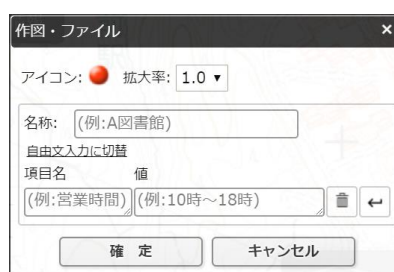 作図・ファイル ×
アイコン: 拡大率: 1.0 ▼
名称: (例:A図書館)
自由文入力に切替
項目名 値
(例:営業時間) (例:10時～18時)
確 定 キャンセル